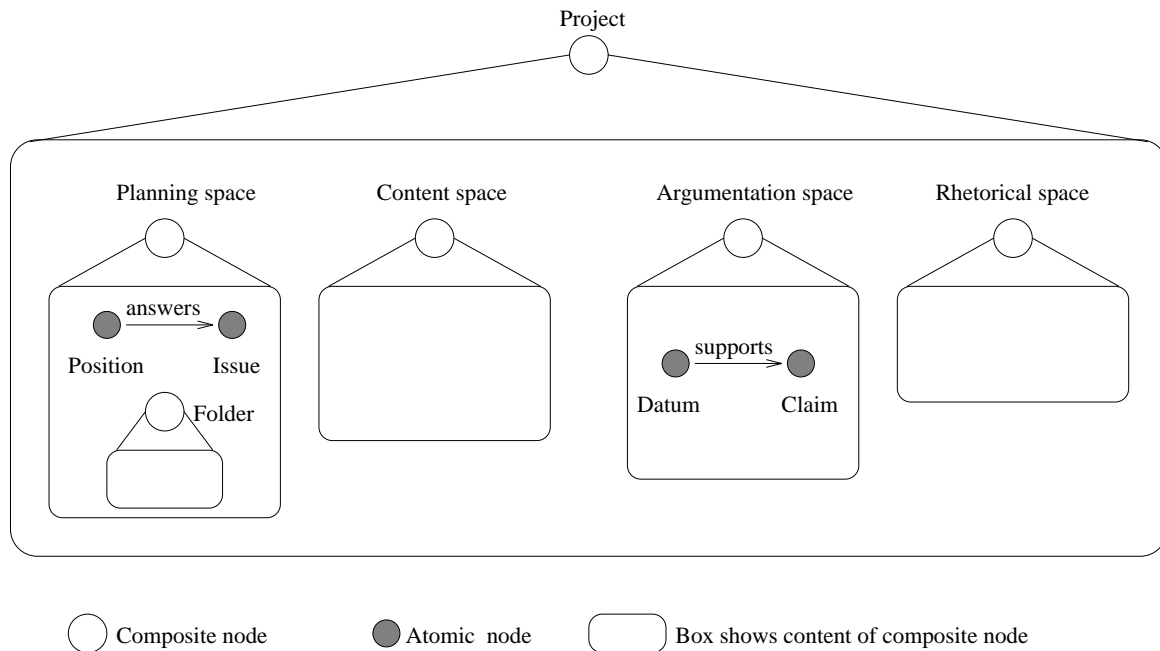 Project
Planning space
Content space
Argumentation space
Rhetorical space
answers
Position
Issue
Folder
supports
Datum
Claim
Composite node
Atomic node
Box shows content of composite node